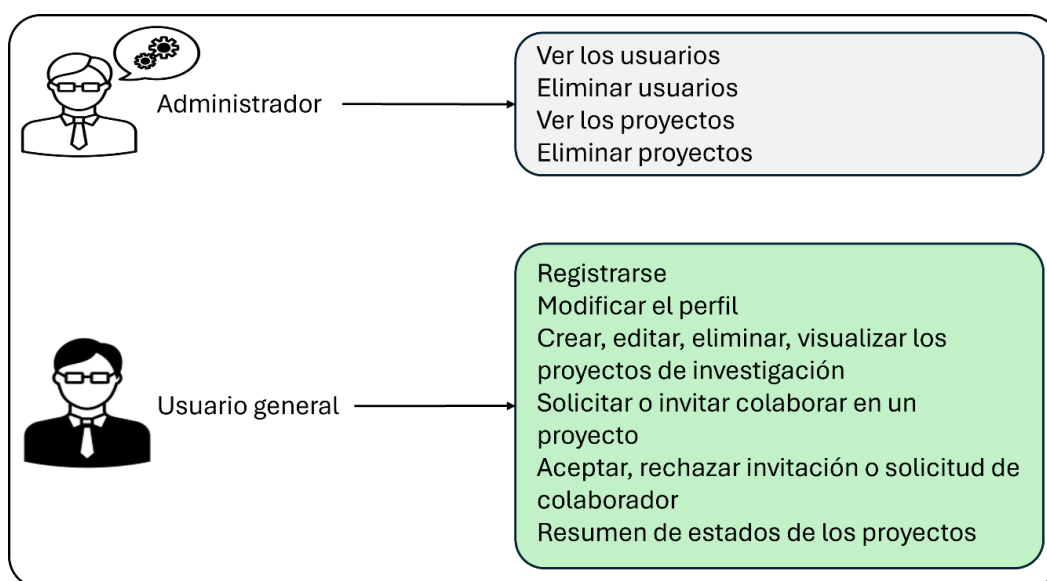 Administrador
Ver los usuarios
Eliminar usuarios
Ver los proyectos
Eliminar proyectos
Usuario general
Registrarse
Modificar el perfil
Crear, editar, eliminar, visualizar los
proyectos de investigación
Solicitar o invitar colaborar en un
proyecto
Aceptar, rechazar invitación o solicitud de
colaborador
Resumen de estados de los proyectos